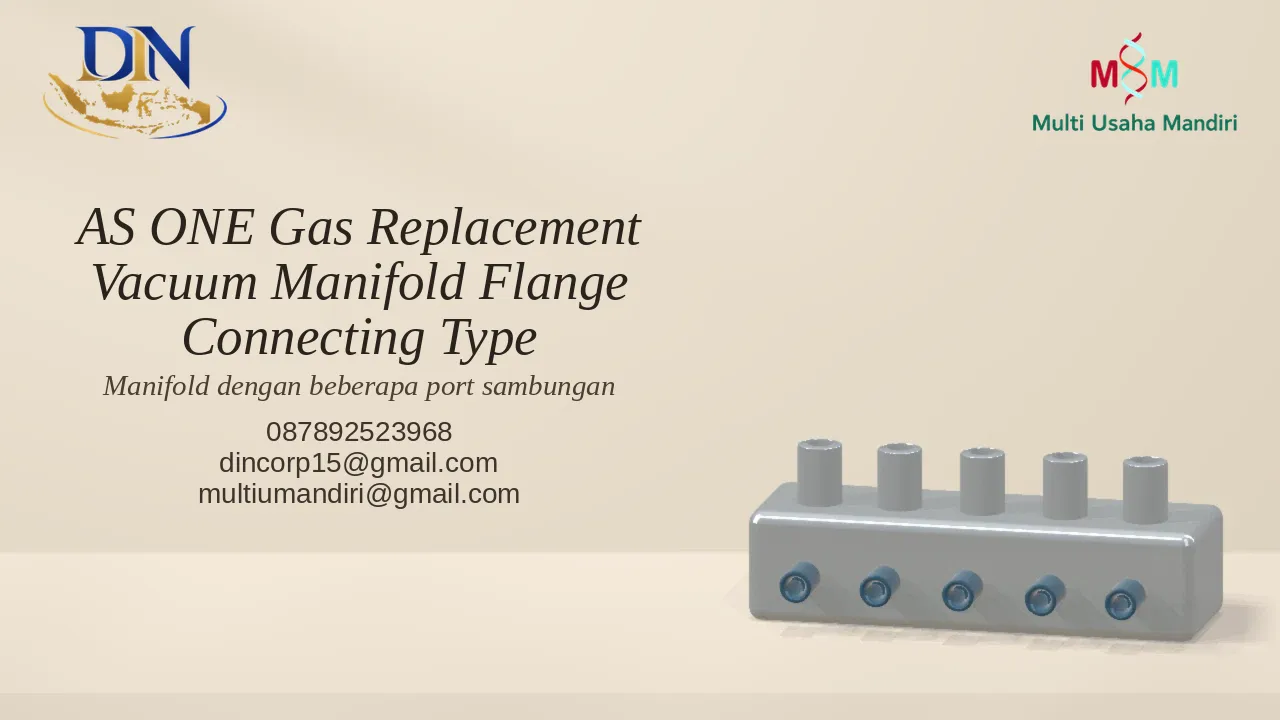 DIN
M M
Multi Usaha Mandiri
AS ONE Gas Replacement
Vacuum Manifold Flange
Connecting Type
Manifold dengan beberapa port sambungan
087892523968
dincorp15@gmail.com
multiumandiri@gmail.com